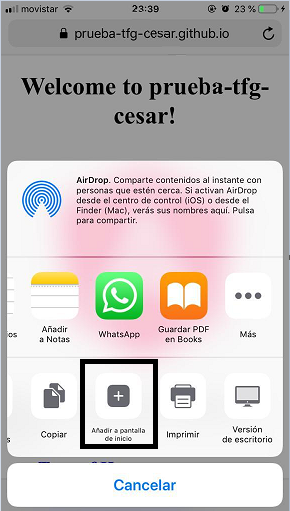 movistar 23:39 23 %
prueba-tfg-cesar.github.io
Welcome to prueba-tfg-
cesar!
AirDrop. Comparte contenidos al instante con
personas que estén cerca. Si activan AirDrop
desde el centro de control (iOS) o desde el
Finder (Mac), verás sus nombres aquí. Pulsa
para compartir.
os
Añadir
a Notas
WhatsApp
Guardar PDF
en Books
Más
s
Copiar
Añadir a pantalla
de inicio
Imprimir
Versión
de escritorio
Cancelar